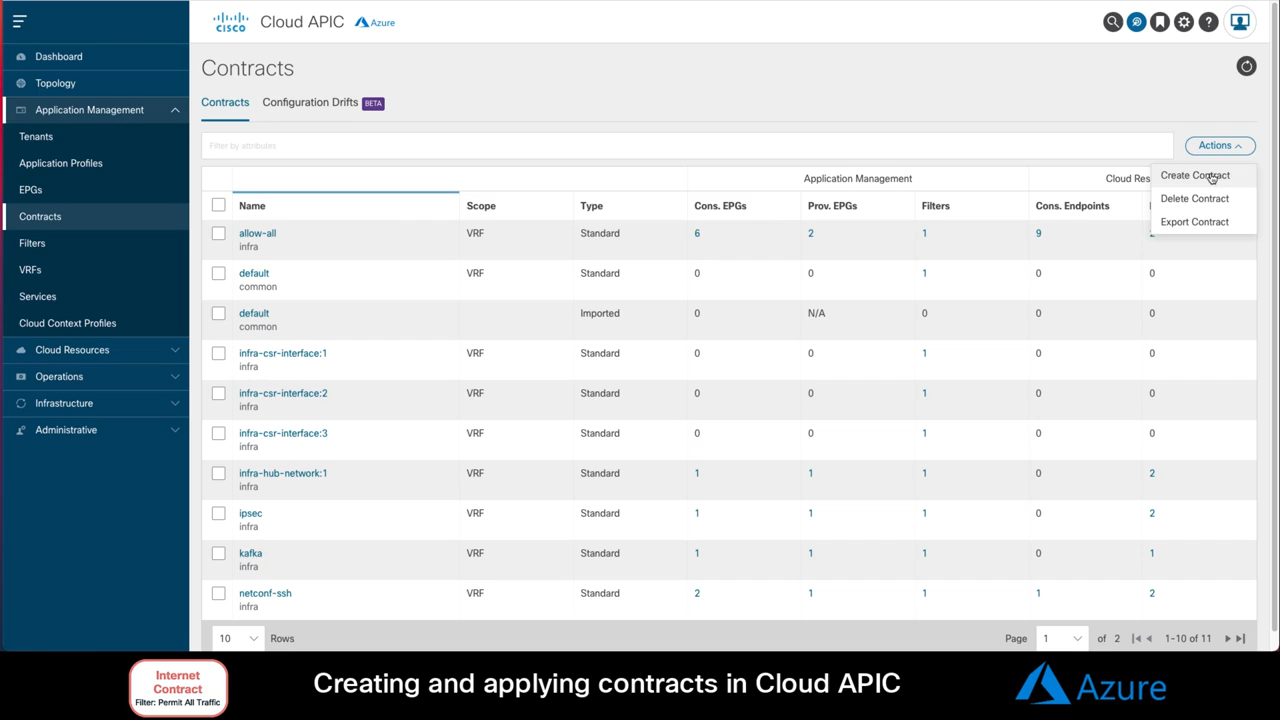 CISCO Cloud APIC Azure
Dashboard
Topology
Application Management
Tenants
Application Profiles
EPGs
Contracts
Filters
VRFs
Services
Cloud Context Profiles
Cloud Resources
Operations
Infrastructure
Administrative
Contracts
Contracts Configuration Drifts BETA
Filter by attributes
Actions
Create Contract
Delete Contract
Export Contract
Application Management Cloud Res
Name Scope Type Cons. EPGs Prov. EPGs Filters Cons. Endpoints
allow-all VRF Standard 6 2 1 9 2
infra
default VRF Standard 0 0 1 0 0
common
default Imported 0 N/A 0 0 0
common
infra-csr-interface:1 VRF Standard 0 0 1 0 0
infra
infra-csr-interface:2 VRF Standard 0 0 1 0 0
infra
infra-csr-interface:3 VRF Standard 0 0 1 0 0
infra
infra-hub-network:1 VRF Standard 1 1 1 0 2
infra
ipsec VRF Standard 1 1 1 0 2
infra
kafka VRF Standard 1 1 1 0 1
infra
netconf-ssh VRF Standard 2 1 1 1 2
infra
10 Rows Page 1 of 2 1-10 of 11
Internet
Contract
Filter: Permit All Traffic
Creating and applying contracts in Cloud APIC
Azure